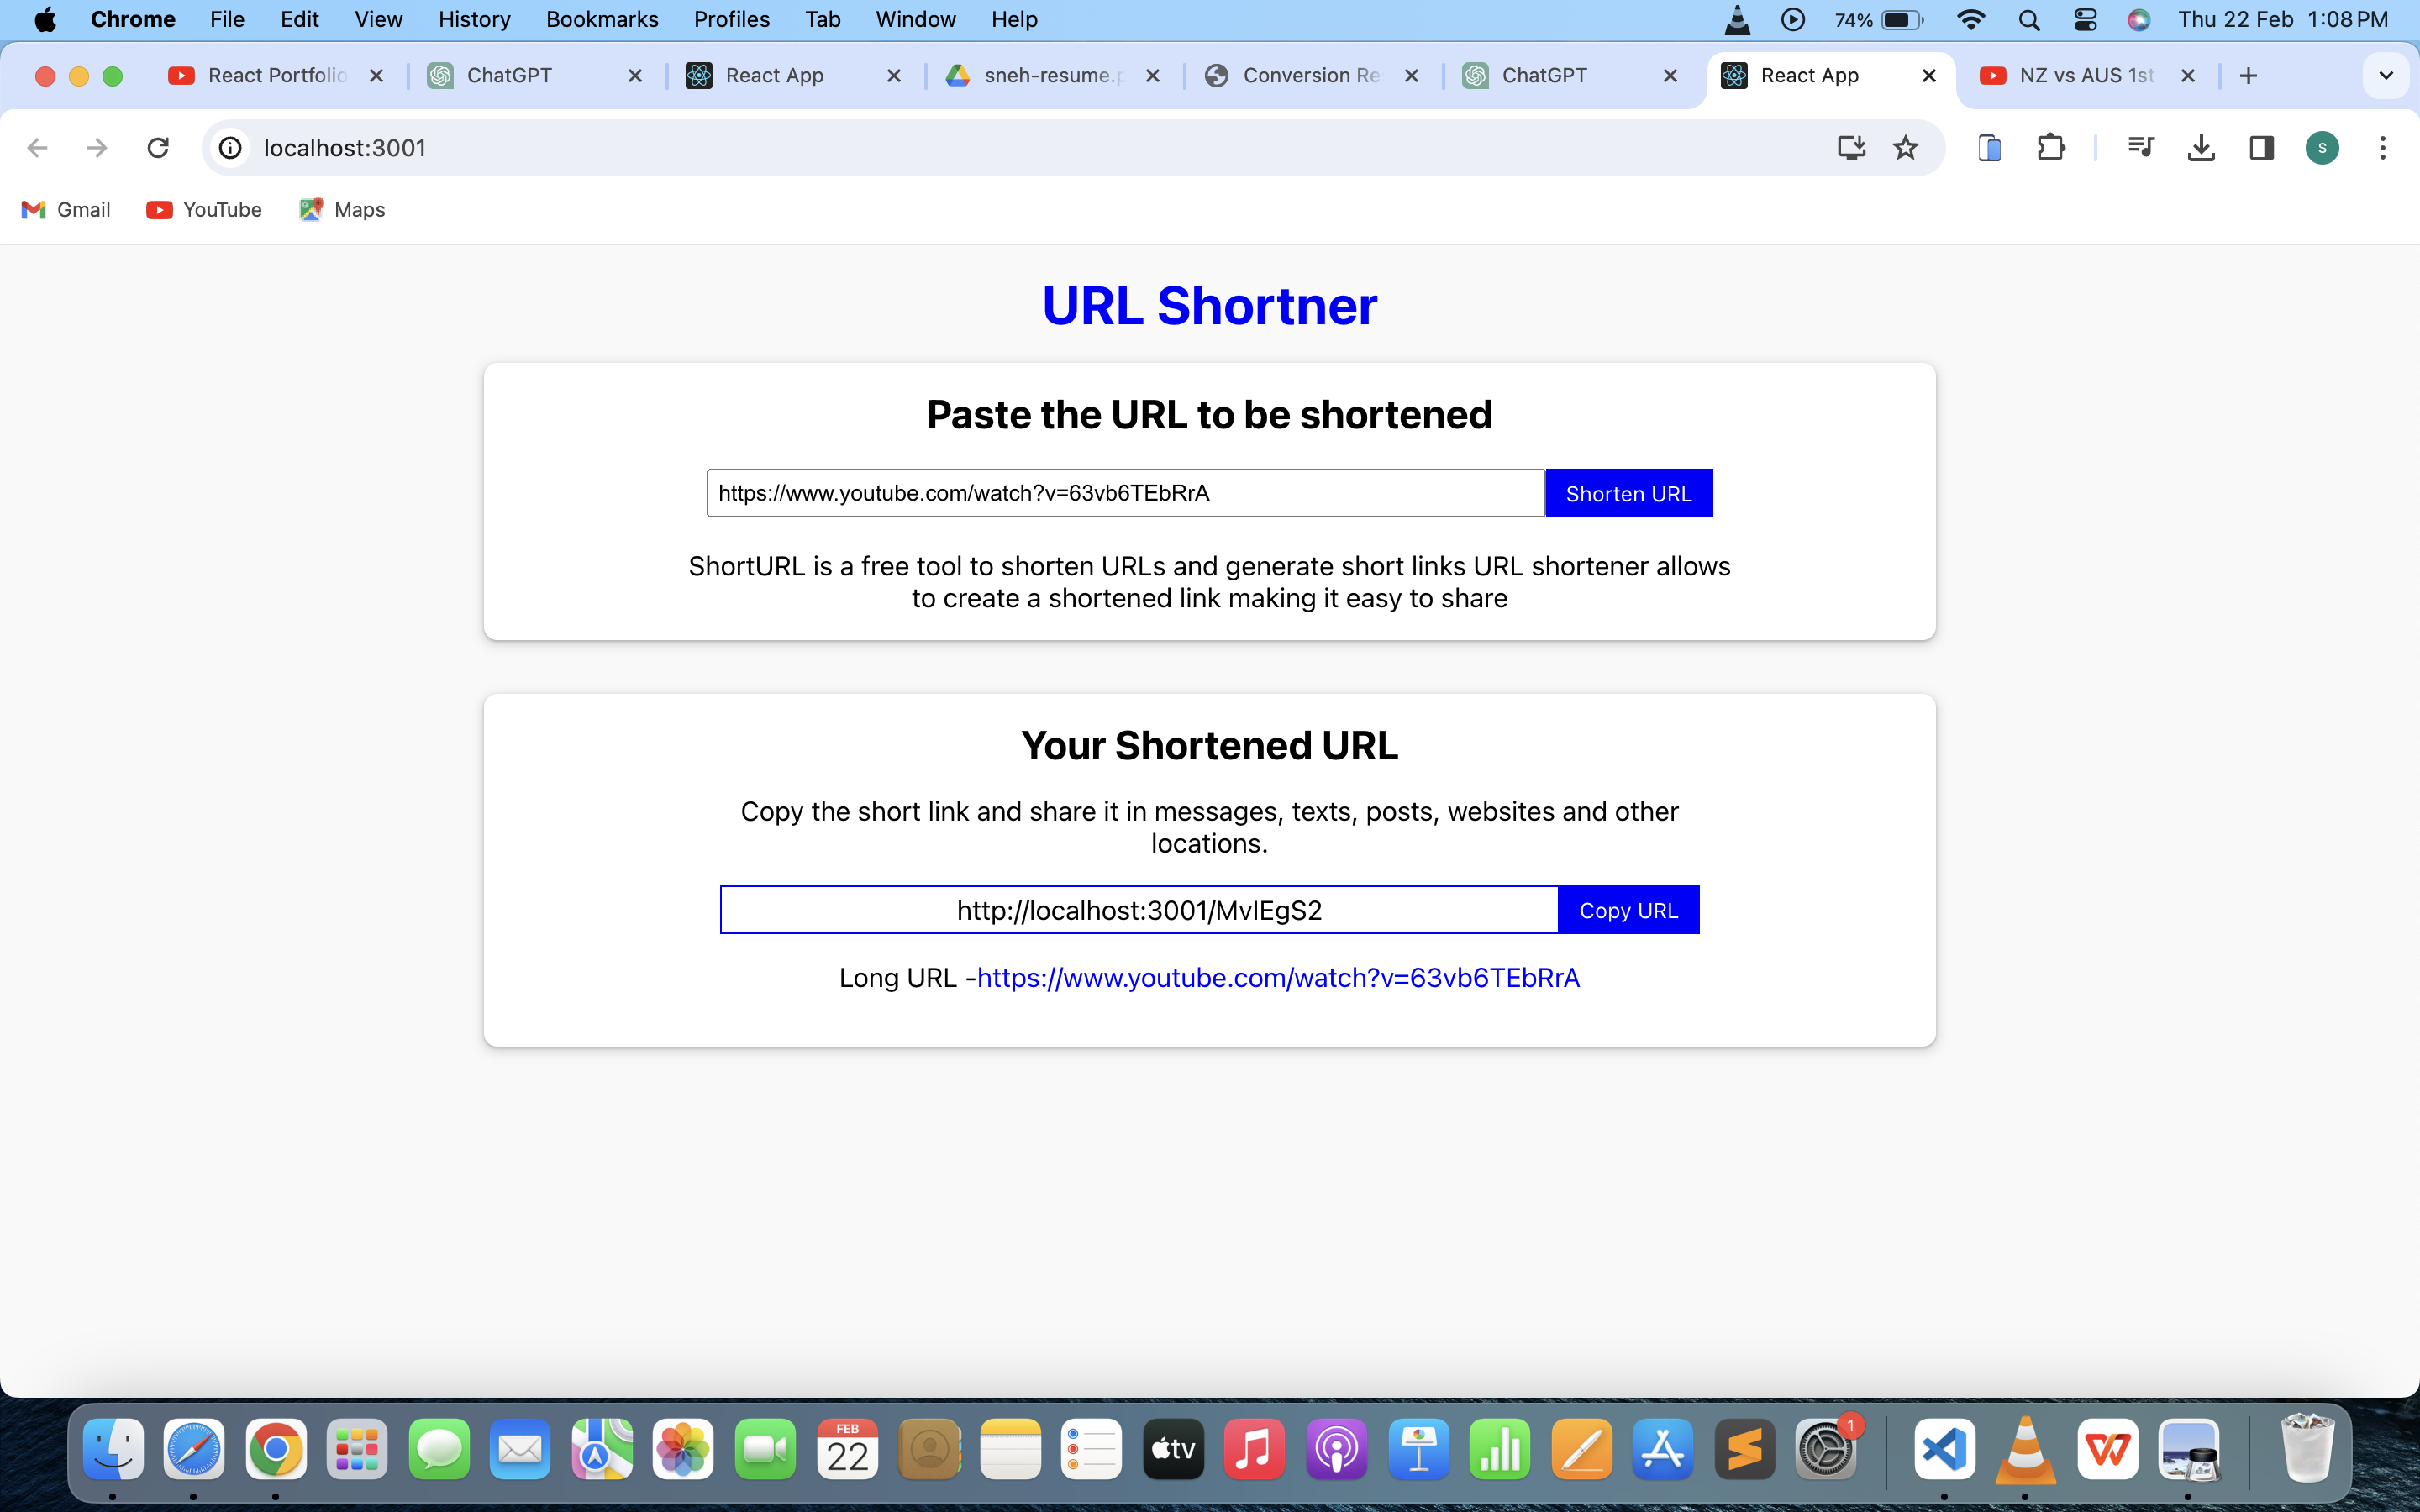 Chrome File Edit View History Bookmarks Profiles Tab Window Help 74% Thu 22 Feb 1:08 PM
React Portfolio ChatGPT React App sneh-resume.p Conversion Re ChatGPT React App NZ vs AUS 1st
localhost:3001 s
Gmail YouTube Maps
URL Shortner
Paste the URL to be shortened
https://www.youtube.com/watch?v=63vb6TEbRrA Shorten URL
ShortURL is a free tool to shorten URLs and generate short links URL shortener allows
to create a shortened link making it easy to share
Your Shortened URL
Copy the short link and share it in messages, texts, posts, websites and other
locations.
http://localhost:3001/MvIEgS2 Copy URL
Long URL -https://www.youtube.com/watch?v=63vb6TEbRrA
FEB
22
tv
1